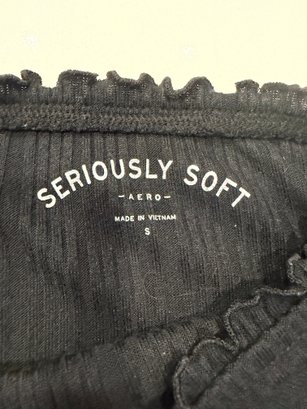 SERIOUSLY SOFT
-AERO-
MADE IN VIETNAM
S